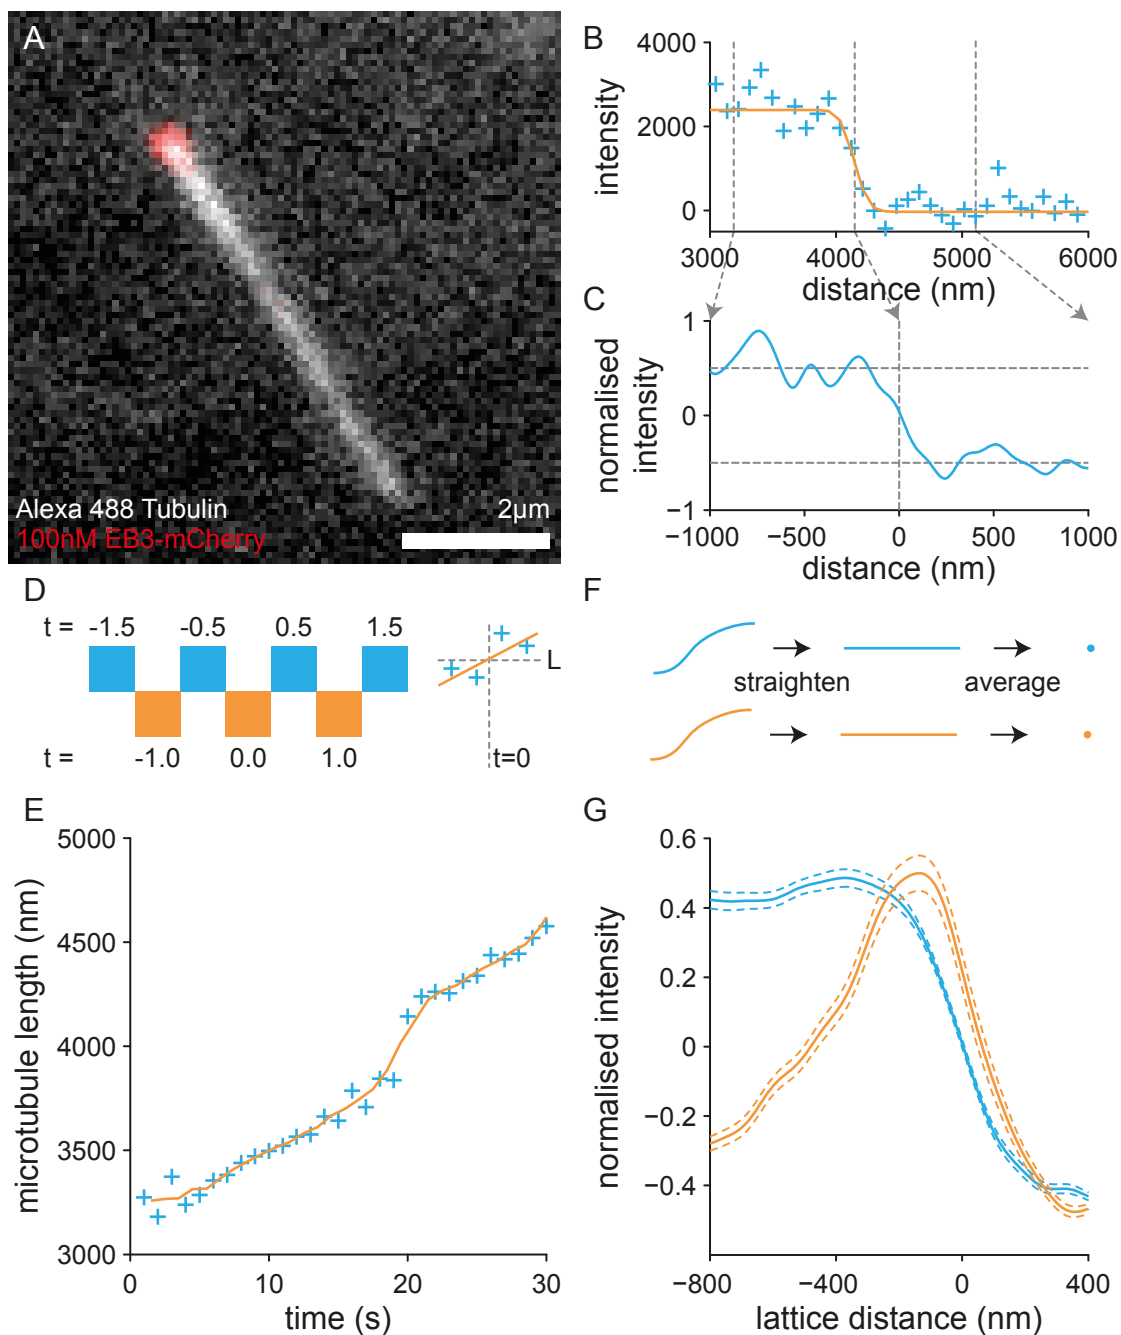 A
Alexa 488 Tubulin
100nM EB3-mCherry
2µm
B
4000
2000
0
intensity
3000
4000
5000
6000
distance (nm)
C
1
0
−1
normalised
intensity
−1000
−500
0
500
1000
distance (nm)
D
t = -1.5 -0.5 0.5 1.5
t = -1.0 0.0 1.0
L
t=0
F
straighten
average
E
5000
4500
4000
3500
3000
microtubule length (nm)
0
10
20
30
time (s)
G
0.6
0.4
0.2
0
−0.2
−0.4
normalised intensity
−800
−400
0
400
lattice distance (nm)